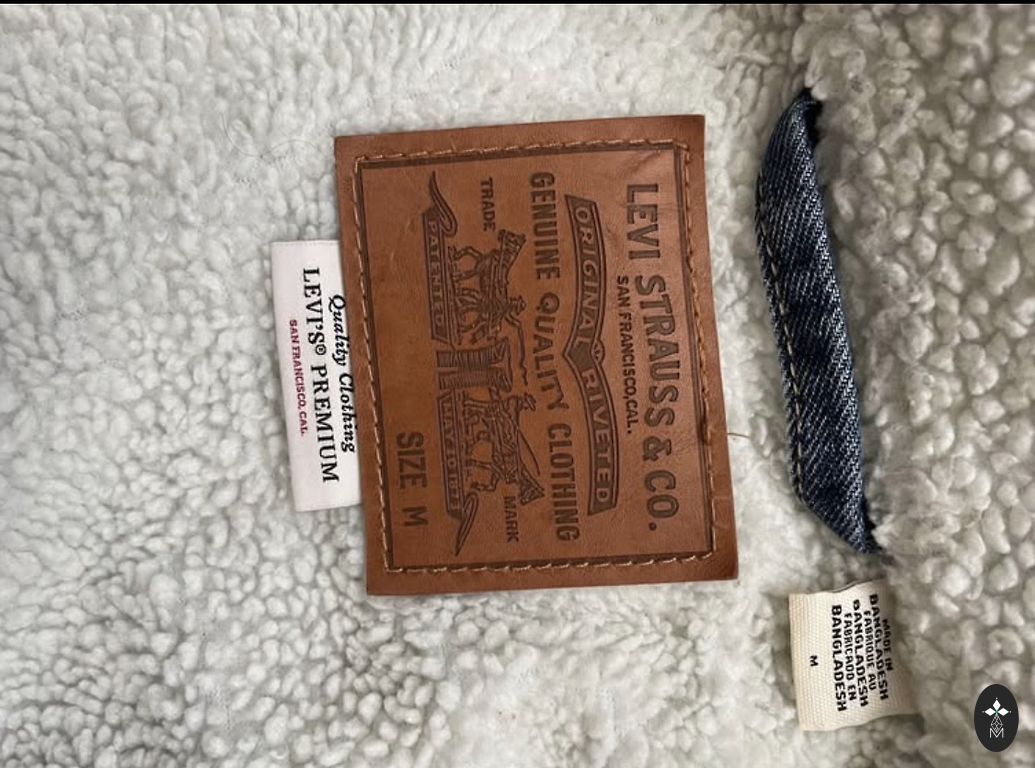 LEVI STRAUSS & CO.
SAN FRANCISCO, CAL.
ORIGINAL RIVETED
GENUINE QUALITY CLOTHING
TRADE MARK
SIZE M
Quality Clothing
LEVI'S® PREMIUM
SAN FRANCISCO, CAL.
MADE IN
BANGLADESH
FABRIQUE AU
BANGLADESH
FABRICADO EN
BANGLADESH
M
M